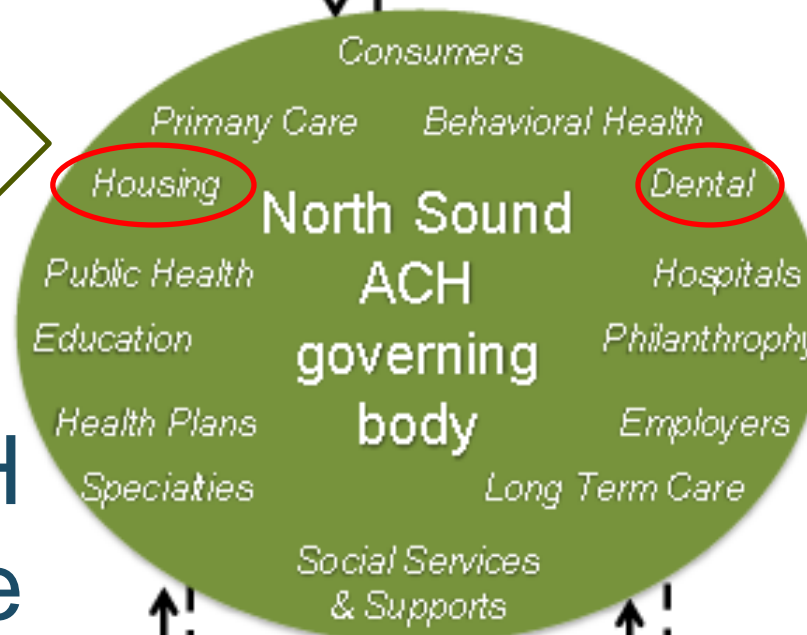 Consumers
Primary Care Behavioral Health
Housing Dental
North Sound
Public Health ACH Hospitals
Education governing Philanthrophy
Health Plans body Employers
H
Specialties Long Term Care
Social Services
e
& Supports